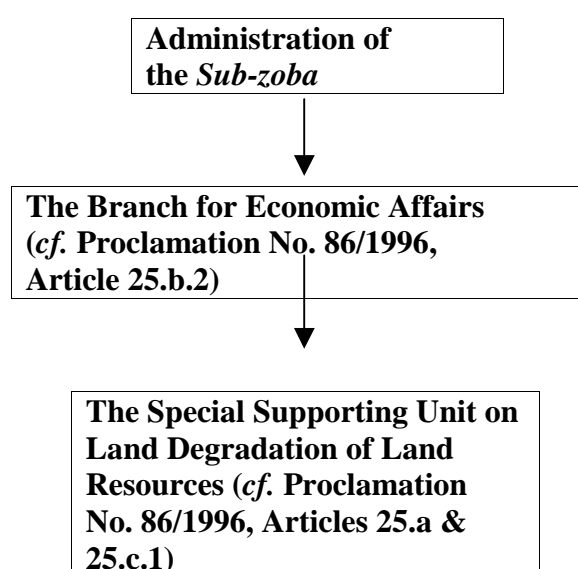 Administration of
the Sub-zoba
The Branch for Economic Affairs
(cf. Proclamation No. 86/1996,
Article 25.b.2)
The Special Supporting Unit on
Land Degradation of Land
Resources (cf. Proclamation
No. 86/1996, Articles 25.a &
25.c.1)